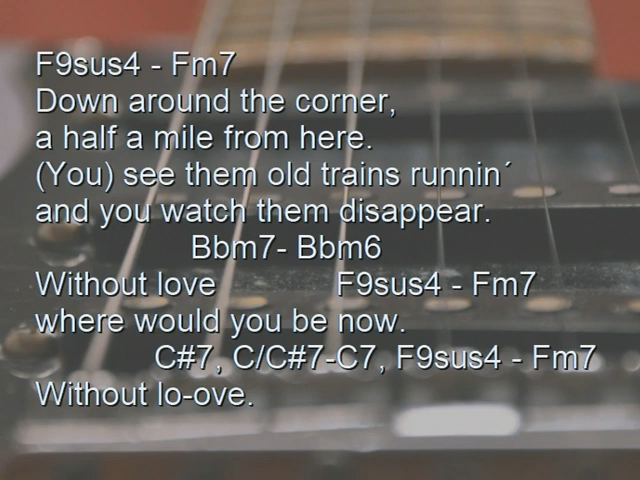 F9sus4 - Fm7
Down around the corner,
a half a mile from here.
(You) see them old trains runnin´
and you watch them disappear.
Bbm7- Bbm6
Without love F9sus4 - Fm7
where would you be now.
C#7, C/C#7-C7, F9sus4 - Fm7
Without lo-ove.